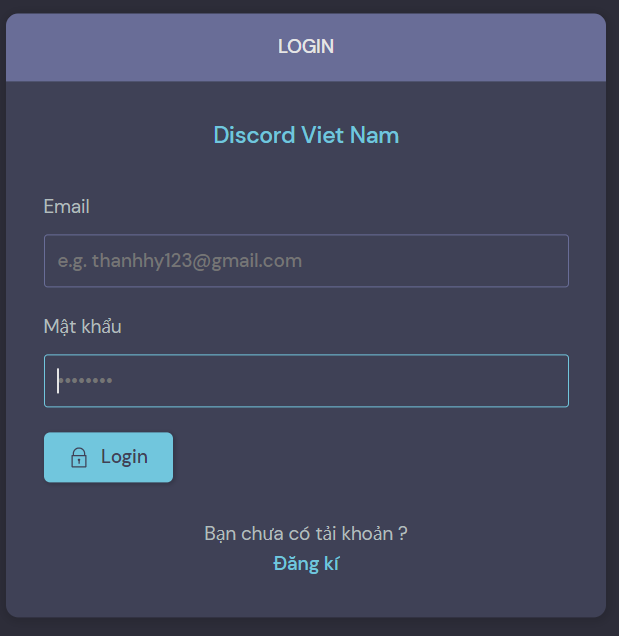 LOGIN
Discord Viet Nam
Email
e.g. thanhhy123@gmail.com
Mật khẩu
••••••••
Login
Bạn chưa có tải khoản ?
Đăng kí